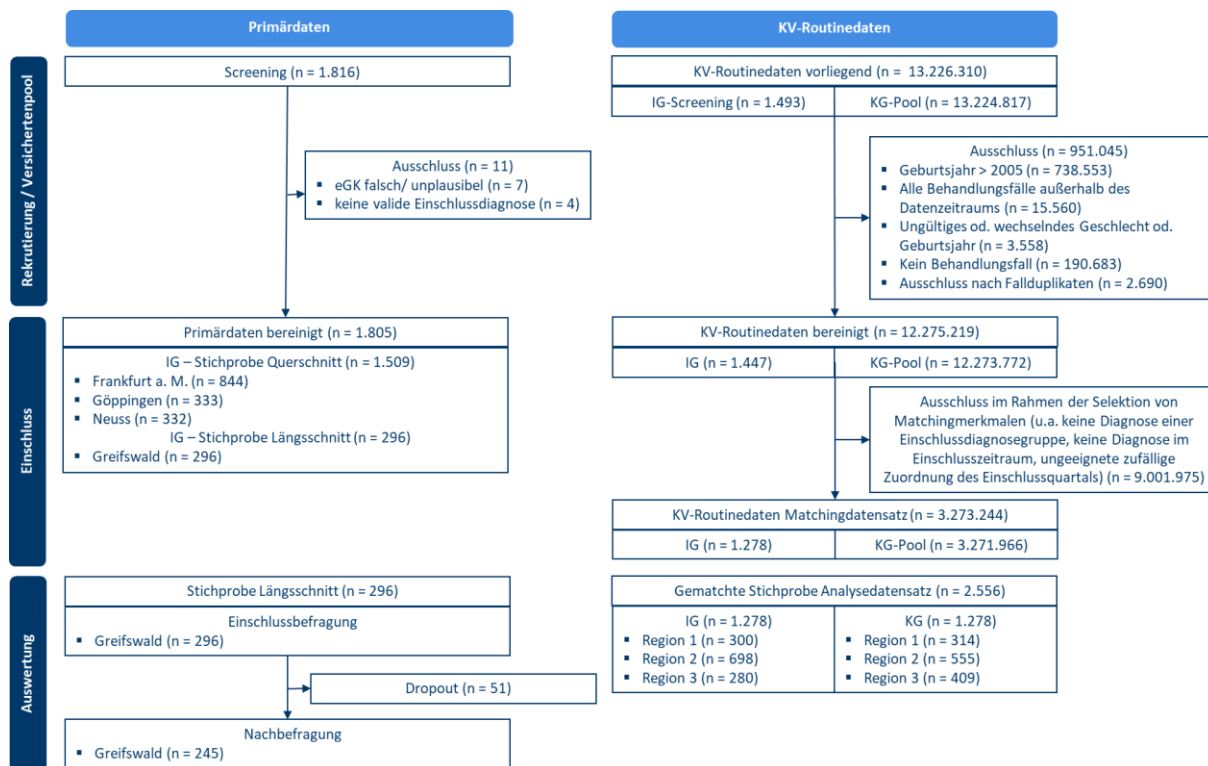 Primärdaten
KV-Routinedaten
Rekrutierung / Versichertenpool
Screening (n = 1.816)
Ausschluss (n = 11)
▪ eGK falsch/ unplausibel (n = 7)
▪ keine valide Einschlussdiagnose (n = 4)
KV-Routinedaten vorliegend (n = 13.226.310)
IG-Screening (n = 1.493)
KG-Pool (n = 13.224.817)
Ausschluss (n = 951.045)
▪ Geburtsjahr > 2005 (n = 738.553)
▪ Alle Behandlungsfälle außerhalb des
Datenzeitraums (n = 15.560)
▪ Ungültiges od. wechselndes Geschlecht od.
Geburtsjahr (n = 3.558)
▪ Kein Behandlungsfall (n = 190.683)
▪ Ausschluss nach Fallduplikaten (n = 2.690)
Einschluss
Primärdaten bereinigt (n = 1.805)
IG – Stichprobe Querschnitt (n = 1.509)
▪ Frankfurt a. M. (n = 844)
▪ Göppingen (n = 333)
▪ Neuss (n = 332)
IG – Stichprobe Längsschnitt (n = 296)
▪ Greifswald (n = 296)
KV-Routinedaten bereinigt (n = 12.275.219)
IG (n = 1.447)
KG-Pool (n = 12.273.772)
Ausschluss im Rahmen der Selektion von
Matchingmerkmalen (u.a. keine Diagnose einer
Einschlussdiagnosegruppe, keine Diagnose im
Einschlusszeitraum, ungeeignete zufällige
Zuordnung des Einschlussquartals) (n = 9.001.975)
KV-Routinedaten Matchingdatensatz (n = 3.273.244)
IG (n = 1.278)
KG-Pool (n = 3.271.966)
Auswertung
Stichprobe Längsschnitt (n = 296)
Einschlussbefragung
▪ Greifswald (n = 296)
Dropout (n = 51)
Nachbefragung
▪ Greifswald (n = 245)
Gematchte Stichprobe Analysedatensatz (n = 2.556)
IG (n = 1.278)
▪ Region 1 (n = 300)
▪ Region 2 (n = 698)
▪ Region 3 (n = 280)
KG (n = 1.278)
▪ Region 1 (n = 314)
▪ Region 2 (n = 555)
▪ Region 3 (n = 409)